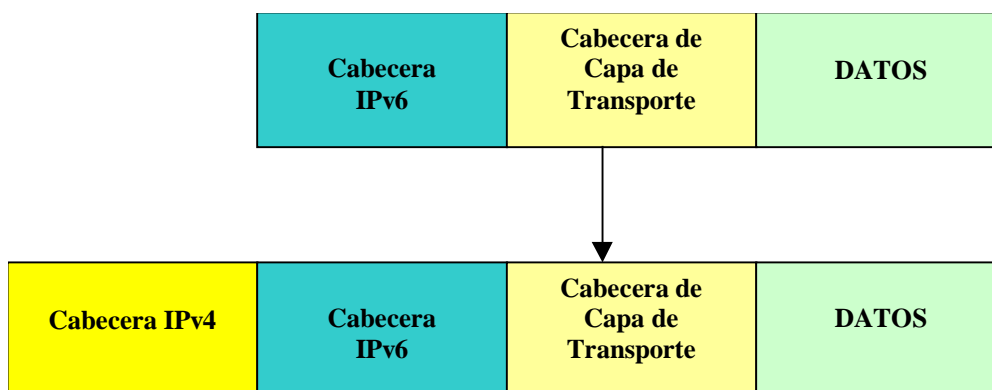 Cabecera
IPv6
Cabecera de
Capa de
Transporte
DATOS
Cabecera IPv4
Cabecera
IPv6
Cabecera de
Capa de
Transporte
DATOS